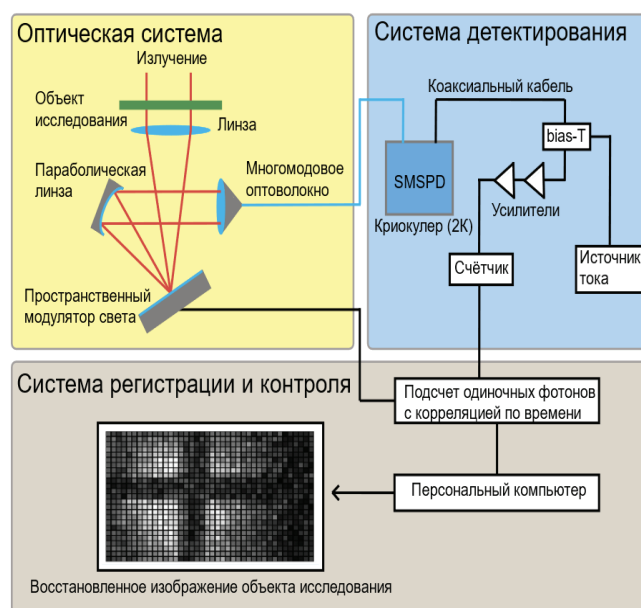 Оптическая система
Излучение
Объект
исследования
Линза
Параболическая
линза
Многомодовое
оптоволокно
Пространственный
модулятор света
Система детектирования
Коаксиальный кабель
bias-T
SMSPD
Усилители
Криокулер (2К)
Счётчик
Источник
тока
Система регистрации и контроля
Подсчет одиночных фотонов
с корреляцией по времени
Персональный компьютер
Восстановленное изображение объекта исследования